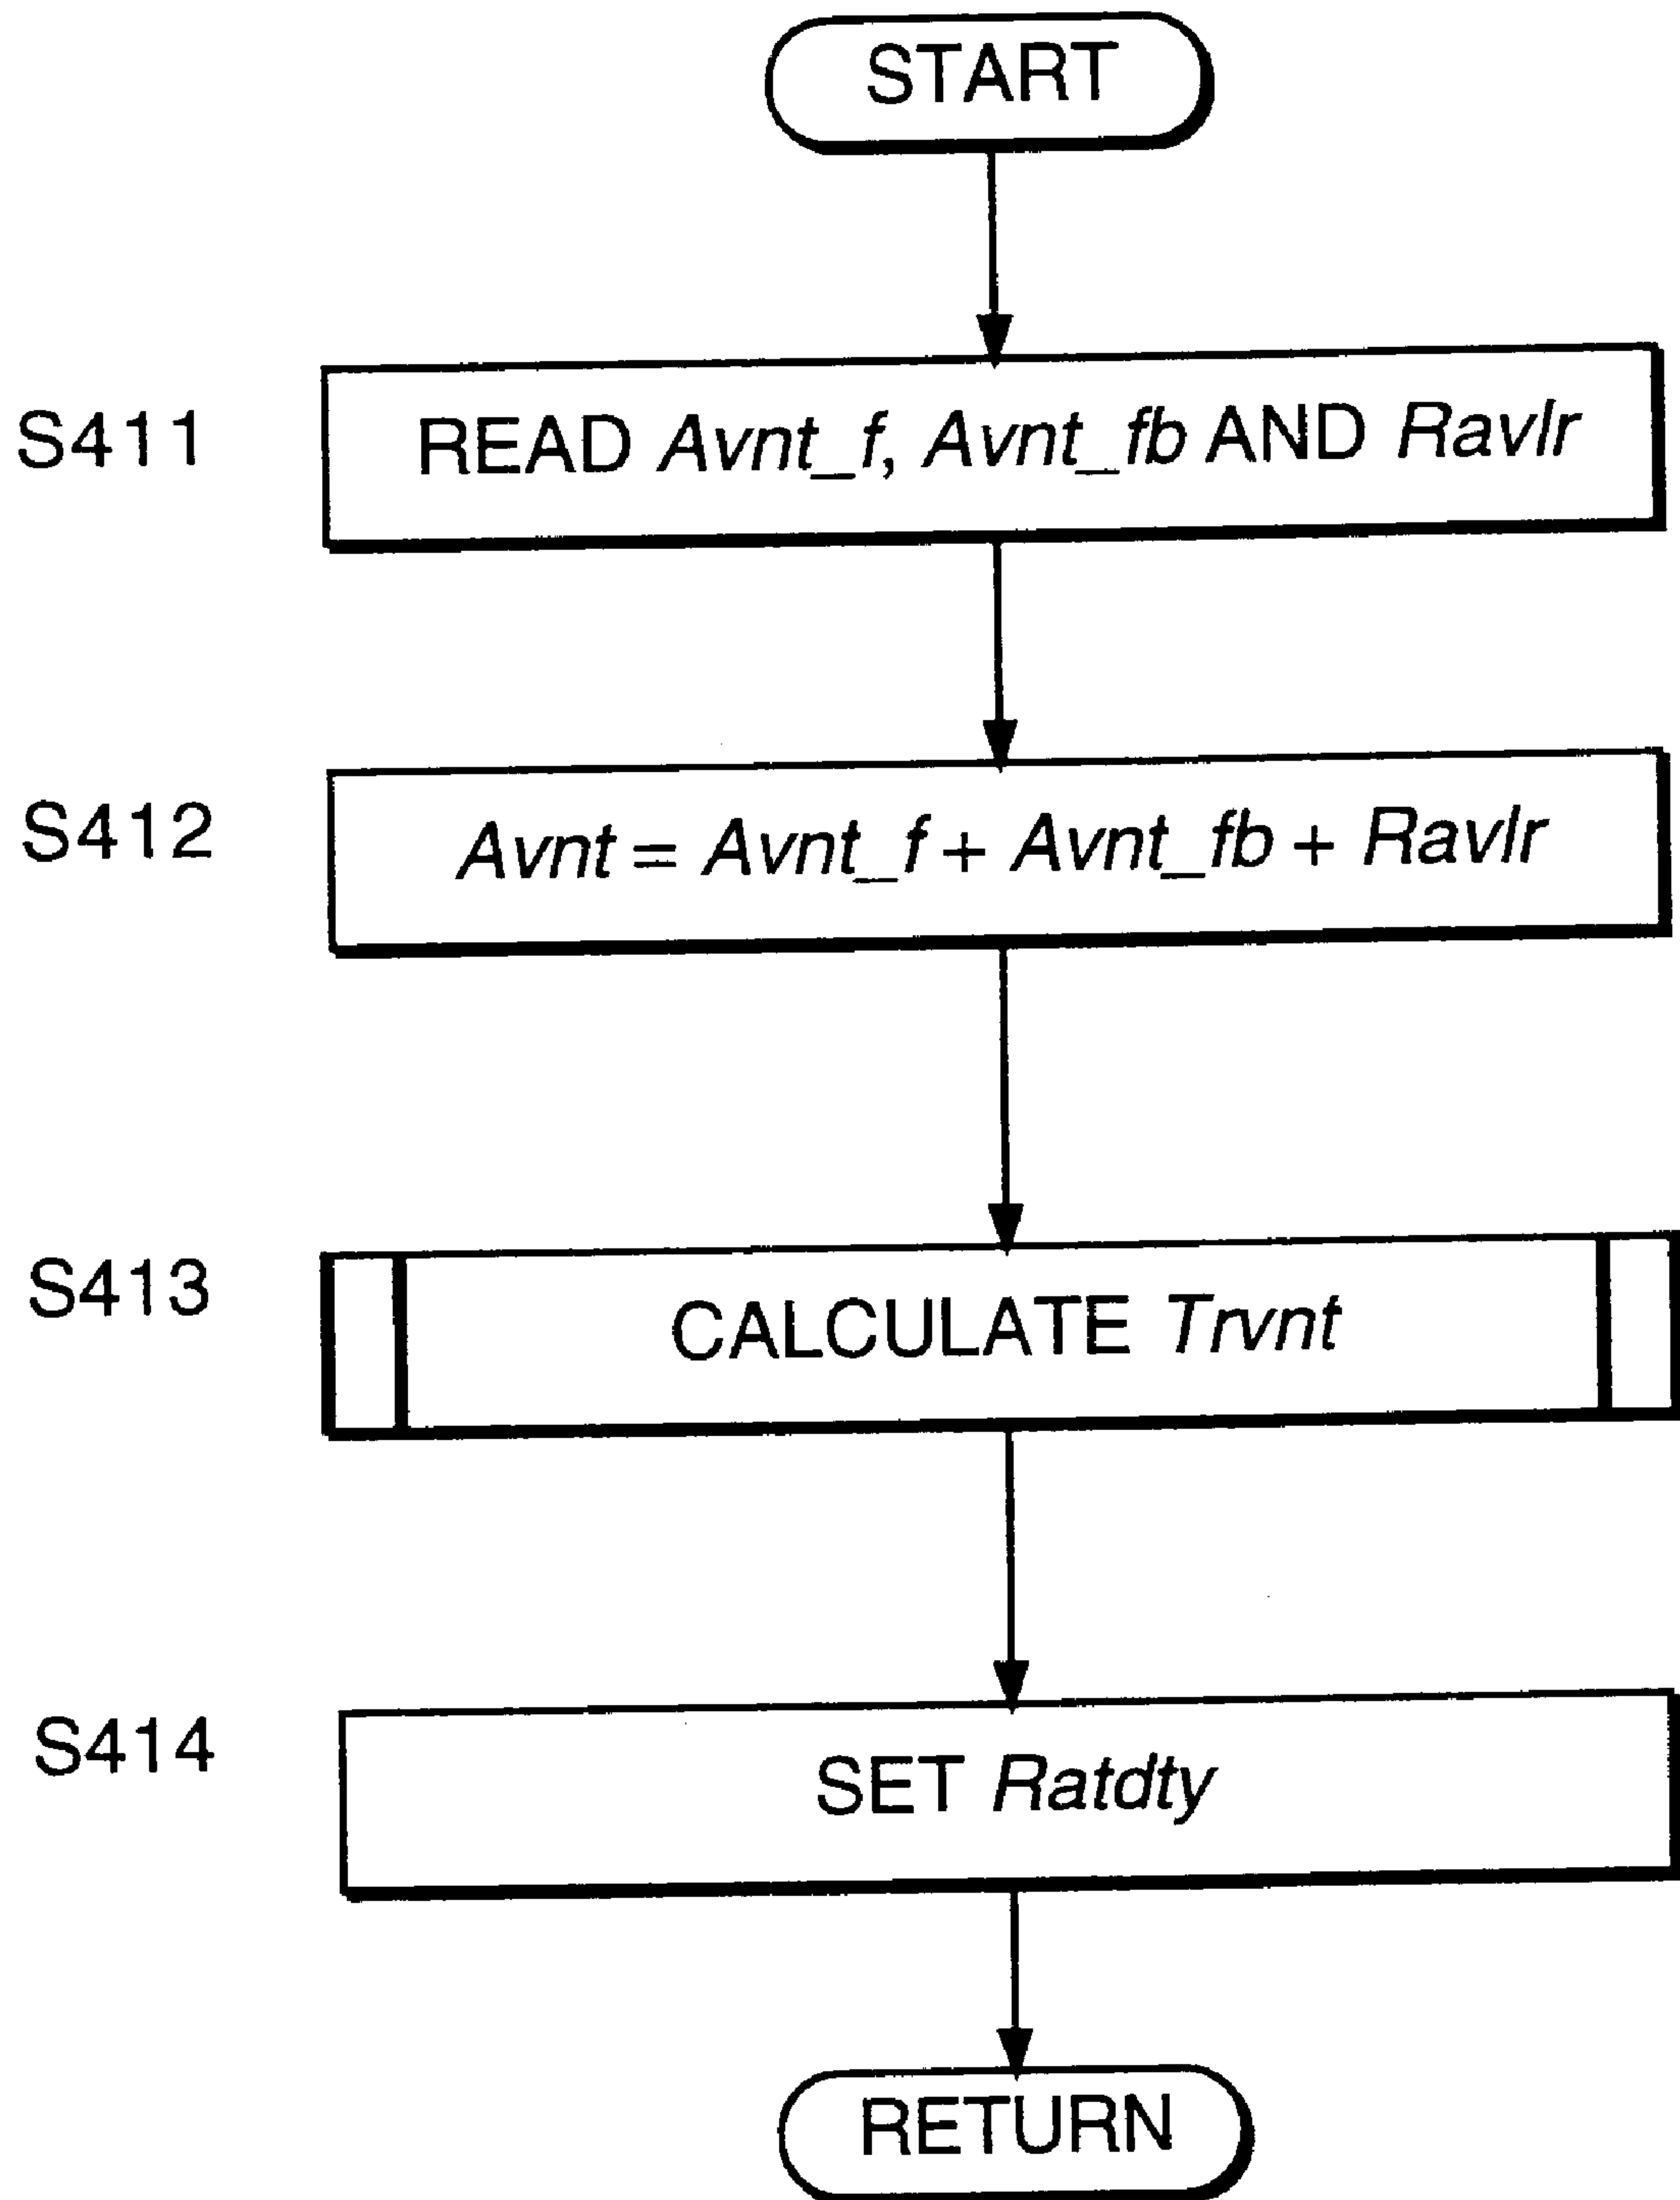 START
S411 READ Avnt_f, Avnt_fb AND Ravlr
S412 Avnt = Avnt_f + Avnt_fb + Ravlr
S413 CALCULATE Trvnt
S414 SET Ratdty
RETURN